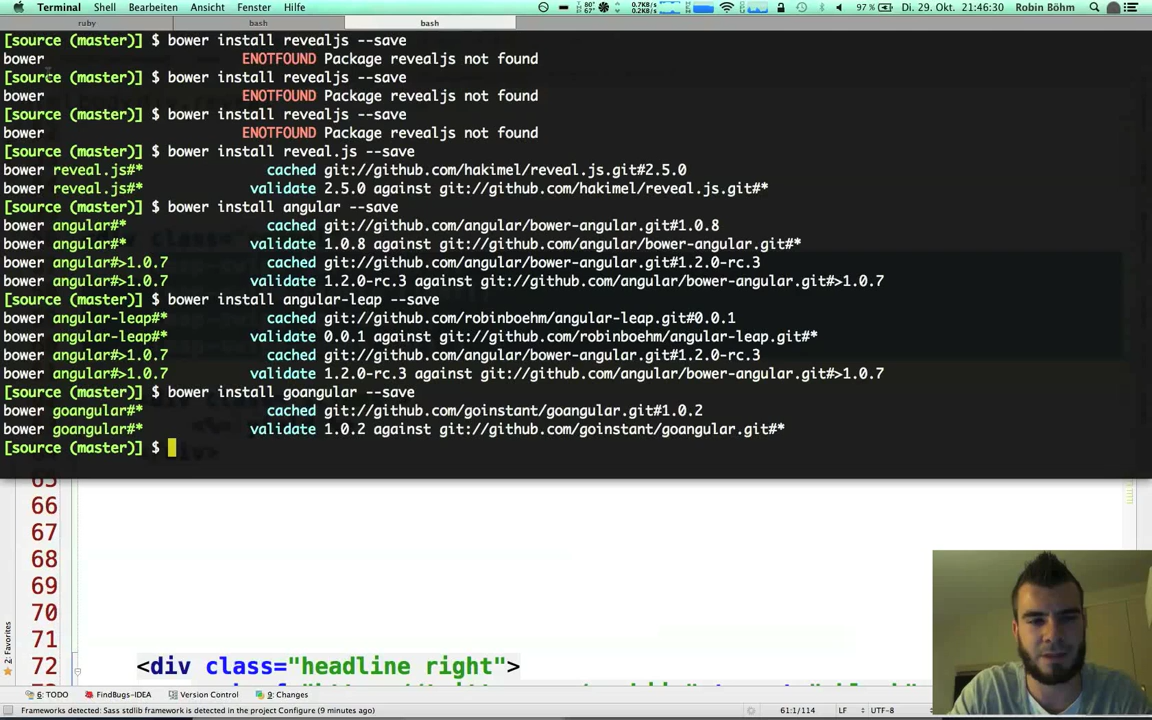 Terminal Shell Bearbeiten Ansicht Fenster Hilfe 80° 67° 0.7KB/s 0.2KB/s 97 % Di. 29. Okt. 21:46:30 Robin Böhm
ruby bash bash
[source (master)] $ bower install revealjs --save
bower ENOTFOUND Package revealjs not found
[source (master)] $ bower install revealjs --save
bower ENOTFOUND Package revealjs not found
[source (master)] $ bower install revealjs --save
bower ENOTFOUND Package revealjs not found
[source (master)] $ bower install reveal.js --save
bower reveal.js#* cached git://github.com/hakimel/reveal.js.git#2.5.0
bower reveal.js#* validate 2.5.0 against git://github.com/hakimel/reveal.js.git#*
[source (master)] $ bower install angular --save
bower angular#* cached git://github.com/angular/bower-angular.git#1.0.8
bower angular#* validate 1.0.8 against git://github.com/angular/bower-angular.git#*
bower angular#>1.0.7 cached git://github.com/angular/bower-angular.git#1.2.0-rc.3
bower angular#>1.0.7 validate 1.2.0-rc.3 against git://github.com/angular/bower-angular.git#>1.0.7
[source (master)] $ bower install angular-leap --save
bower angular-leap#* cached git://github.com/robinboehm/angular-leap.git#0.0.1
bower angular-leap#* validate 0.0.1 against git://github.com/robinboehm/angular-leap.git#*
bower angular#>1.0.7 cached git://github.com/angular/bower-angular.git#1.2.0-rc.3
bower angular#>1.0.7 validate 1.2.0-rc.3 against git://github.com/angular/bower-angular.git#>1.0.7
[source (master)] $ bower install goangular --save
bower goangular#* cached git://github.com/goinstant/goangular.git#1.0.2
bower goangular#* validate 1.0.2 against git://github.com/goinstant/goangular.git#*
[source (master)] $
65
66
67
68
69
70
71
72 <div class="headline right">
2: Favorites
6: TODO FindBugs-IDEA Version Control 9: Changes
Frameworks detected: Sass stdlib framework is detected in the project Configure (9 minutes ago) 61:1/114 LF UTF-8